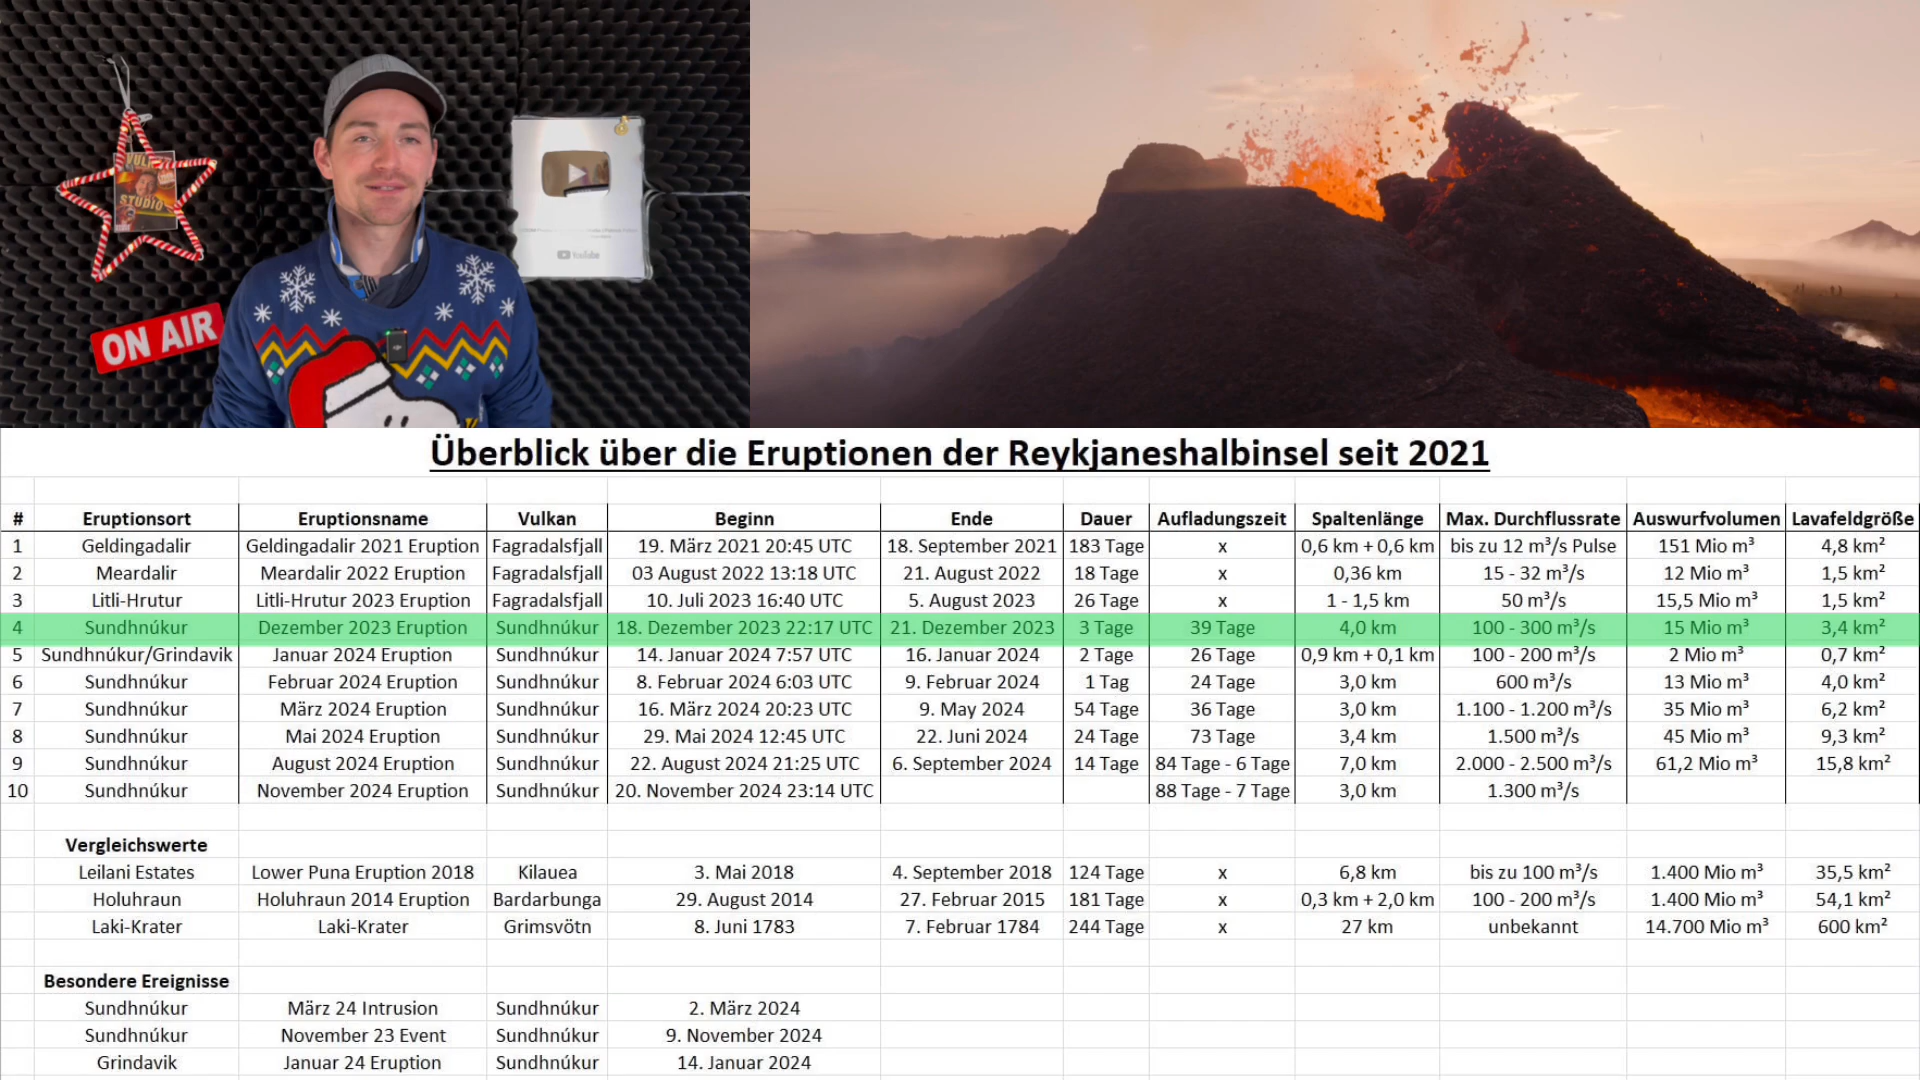 VULKAN
STUDIO
ON AIR
YouTube
Überblick über die Eruptionen der Reykjaneshalbinsel seit 2021
# Eruptionsort Eruptionsname Vulkan Beginn Ende Dauer Aufladungszeit Spaltenlänge Max. Durchflussrate Auswurfvolumen Lavafeldgröße
1 Geldingadalir Geldingadalir 2021 Eruption Fagradalsfjall 19. März 2021 20:45 UTC 18. September 2021 183 Tage x 0,6 km + 0,6 km bis zu 12 m³/s Pulse 151 Mio m³ 4,8 km²
2 Meardalir Meardalir 2022 Eruption Fagradalsfjall 03 August 2022 13:18 UTC 21. August 2022 18 Tage x 0,36 km 15 - 32 m³/s 12 Mio m³ 1,5 km²
3 Litli-Hrutur Litli-Hrutur 2023 Eruption Fagradalsfjall 10. Juli 2023 16:40 UTC 5. August 2023 26 Tage x 1 - 1,5 km 50 m³/s 15,5 Mio m³ 1,5 km²
4 Sundhnúkur Dezember 2023 Eruption Sundhnúkur 18. Dezember 2023 22:17 UTC 21. Dezember 2023 3 Tage 39 Tage 4,0 km 100 - 300 m³/s 15 Mio m³ 3,4 km²
5 Sundhnúkur/Grindavik Januar 2024 Eruption Sundhnúkur 14. Januar 2024 7:57 UTC 16. Januar 2024 2 Tage 26 Tage 0,9 km + 0,1 km 100 - 200 m³/s 2 Mio m³ 0,7 km²
6 Sundhnúkur Februar 2024 Eruption Sundhnúkur 8. Februar 2024 6:03 UTC 9. Februar 2024 1 Tag 24 Tage 3,0 km 600 m³/s 13 Mio m³ 4,0 km²
7 Sundhnúkur März 2024 Eruption Sundhnúkur 16. März 2024 20:23 UTC 9. May 2024 54 Tage 36 Tage 3,0 km 1.100 - 1.200 m³/s 35 Mio m³ 6,2 km²
8 Sundhnúkur Mai 2024 Eruption Sundhnúkur 29. Mai 2024 12:45 UTC 22. Juni 2024 24 Tage 73 Tage 3,4 km 1.500 m³/s 45 Mio m³ 9,3 km²
9 Sundhnúkur August 2024 Eruption Sundhnúkur 22. August 2024 21:25 UTC 6. September 2024 14 Tage 84 Tage - 6 Tage 7,0 km 2.000 - 2.500 m³/s 61,2 Mio m³ 15,8 km²
10 Sundhnúkur November 2024 Eruption Sundhnúkur 20. November 2024 23:14 UTC 88 Tage - 7 Tage 3,0 km 1.300 m³/s
Vergleichswerte
Leilani Estates Lower Puna Eruption 2018 Kilauea 3. Mai 2018 4. September 2018 124 Tage x 6,8 km bis zu 100 m³/s 1.400 Mio m³ 35,5 km²
Holuhraun Holuhraun 2014 Eruption Bardarbunga 29. August 2014 27. Februar 2015 181 Tage x 0,3 km + 2,0 km 100 - 200 m³/s 1.400 Mio m³ 54,1 km²
Laki-Krater Laki-Krater Grimsvötn 8. Juni 1783 7. Februar 1784 244 Tage x 27 km unbekannt 14.700 Mio m³ 600 km²
Besondere Ereignisse
Sundhnúkur März 24 Intrusion Sundhnúkur 2. März 2024
Sundhnúkur November 23 Event Sundhnúkur 9. November 2024
Grindavik Januar 24 Eruption Sundhnúkur 14. Januar 2024